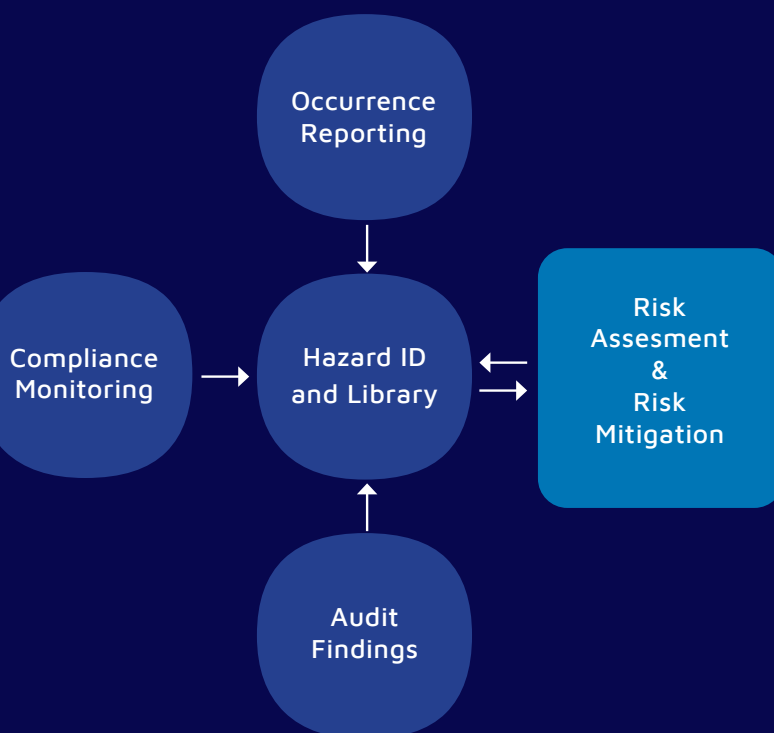 Occurrence
Reporting
Compliance
Monitoring
Hazard ID
and Library
Risk
Assesment
&
Risk
Mitigation
Audit
Findings